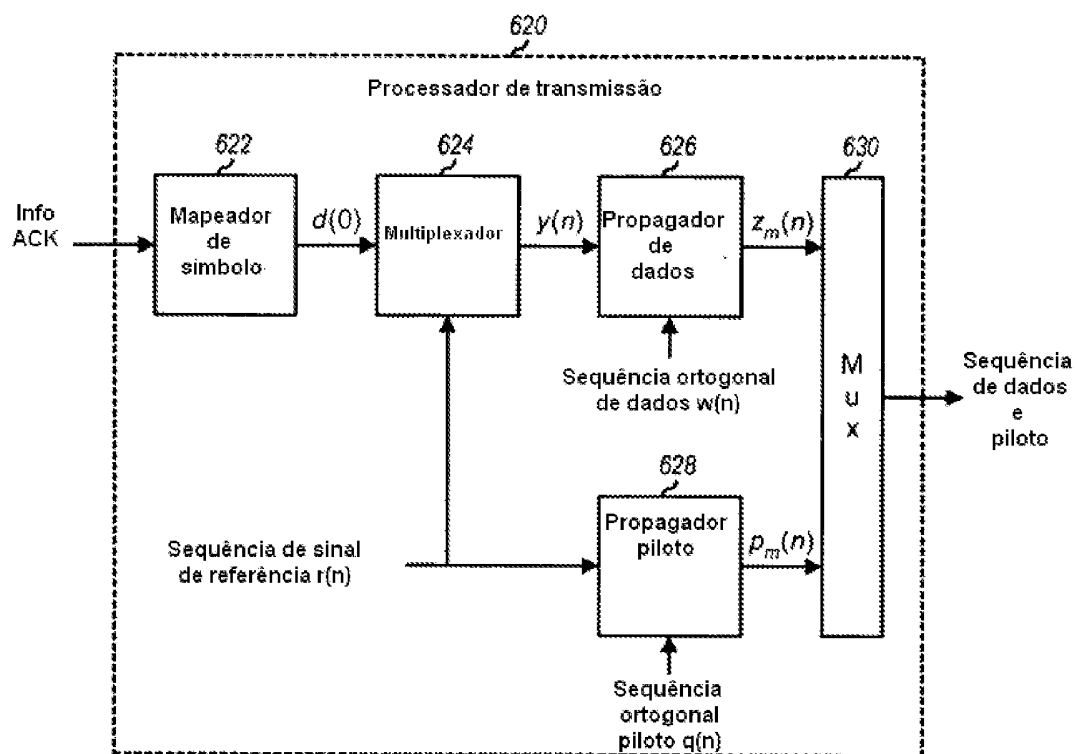 620
Processador de transmissão
622
624
626
630
Info
ACK
Mapeador
de
símbolo
d(0)
Multiplexador
y(n)
Propagador
de
dados
z_m(n)
M
u
x
Sequência ortogonal
de dados w(n)
Sequência
de dados
e
piloto
628
Sequência de sinal
de referência r(n)
Propagador
piloto
p_m(n)
Sequência
ortogonal
piloto q(n)